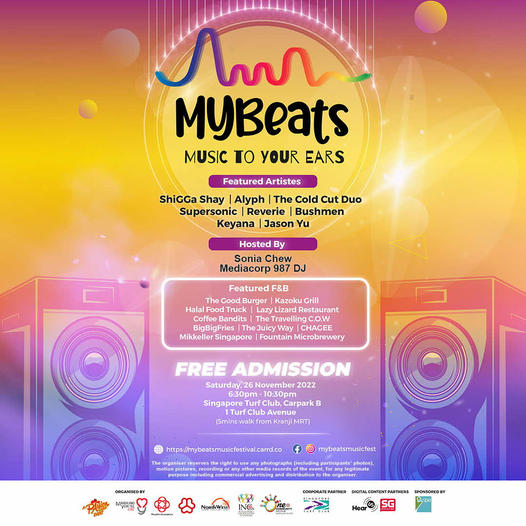 MYBeats
MUSIC TO YOUR EARS
Featured Artistes
ShiGGa Shay | Alyph | The Cold Cut Duo
Supersonic | Reverie | Bushmen
Keyana | Jason Yu
Hosted By
Sonia Chew
Mediacorp 987 DJ
Featured F&B
The Good Burger | Kazoku Grill
Halal Food Truck | Lazy Lizard Restaurant
Coffee Bandits | The Travelling C.O.W
BigBigFries | The Juicy Way | CHAGEE
Mikkeller Singapore | Fountain Microbrewery
FREE ADMISSION
Saturday, 26 November 2022
6:30pm - 10:30pm
Singapore Turf Club, Carpark B
1 Turf Club Avenue
(5mins walk from Kranji MRT)
https://mybeatsmusicfestival.carrd.co
mybeatsmusicfest
The organiser reserves the right to use any photographs (including participants' photos),
motion pictures, recording or any other media records of the event, for any legitimate
purpose including commercial advertising and distribution to the organiser.
ORGANISED BY
CORPORATE PARTNER
DIGITAL CONTENT PARTNERS
SPONSORED BY
NorthWest
Hear
SG